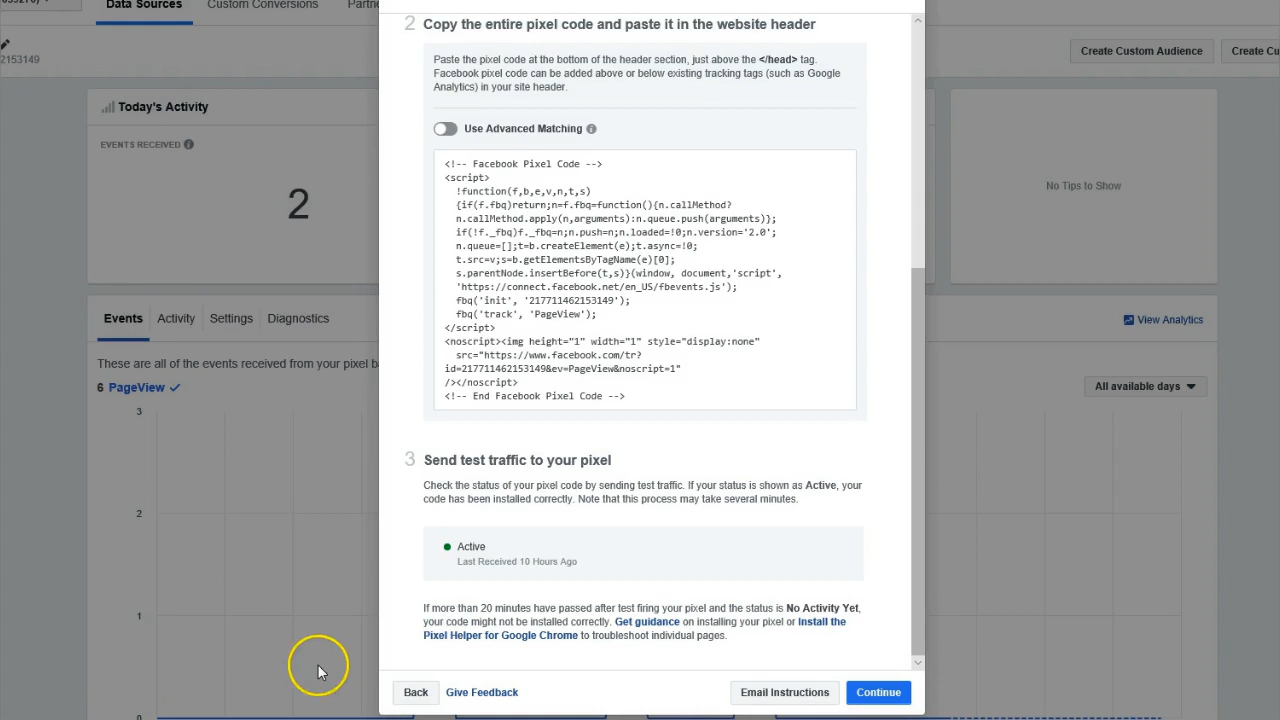 Data Sources
Custom Conversions
2153149
Create Custom Audience
Create Cu
Today's Activity
EVENTS RECEIVED
2
No Tips to Show
Events
Activity
Settings
Diagnostics
View Analytics
These are all of the events received from your pixel ba
6 PageView
All available days
3
2
1
0
2 Copy the entire pixel code and paste it in the website header
Paste the pixel code at the bottom of the header section, just above the </head> tag.
Facebook pixel code can be added above or below existing tracking tags (such as Google
Analytics) in your site header.
Use Advanced Matching
<!-- Facebook Pixel Code -->
<script>
!function(f,b,e,v,n,t,s)
{if(f.fbq)return;n=f.fbq=function(){n.callMethod?
n.callMethod.apply(n,arguments):n.queue.push(arguments)};
if(!f._fbq)f._fbq=n;n.push=n;n.loaded=!0;n.version='2.0';
n.queue=[];t=b.createElement(e);t.async=!0;
t.src=v;s=b.getElementsByTagName(e)[0];
s.parentNode.insertBefore(t,s)}(window, document,'script',
'https://connect.facebook.net/en_US/fbevents.js');
fbq('init', '217711462153149');
fbq('track', 'PageView');
</script>
<noscript><img height="1" width="1" style="display:none"
src="https://www.facebook.com/tr?
id=217711462153149&ev=PageView&noscript=1"
/></noscript>
<!-- End Facebook Pixel Code -->
3 Send test traffic to your pixel
Check the status of your pixel code by sending test traffic. If your status is shown as Active, your
code has been installed correctly. Note that this process may take several minutes.
Active
Last Received 10 Hours Ago
If more than 20 minutes have passed after test firing your pixel and the status is No Activity Yet,
your code might not be installed correctly. Get guidance on installing your pixel or Install the
Pixel Helper for Google Chrome to troubleshoot individual pages.
Back
Give Feedback
Email Instructions
Continue